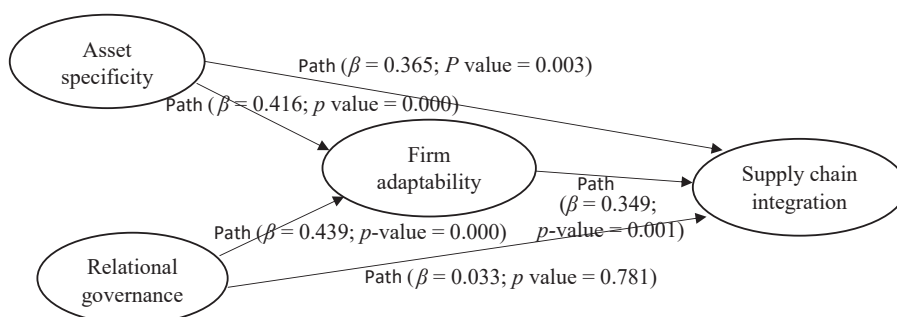 Asset
specificity
Path (β = 0.365; P value = 0.003)
Path (β = 0.416; p value = 0.000)
Firm
adaptability
Path
(β = 0.349;
p-value = 0.001)
Supply chain
integration
Path (β = 0.439; p-value = 0.000)
Relational
governance
Path (β = 0.033; p value = 0.781)